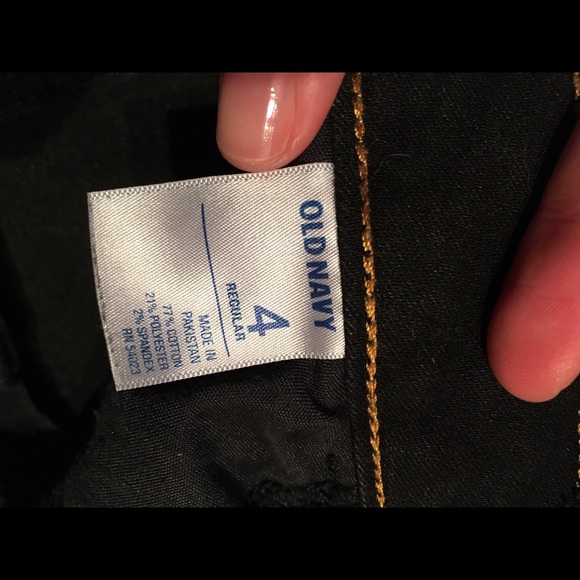 OLD NAVY
4
REGULAR
MADE IN
PAKISTAN
77% COTTON
21% POLYESTER
2% SPANDEX
RN 54023